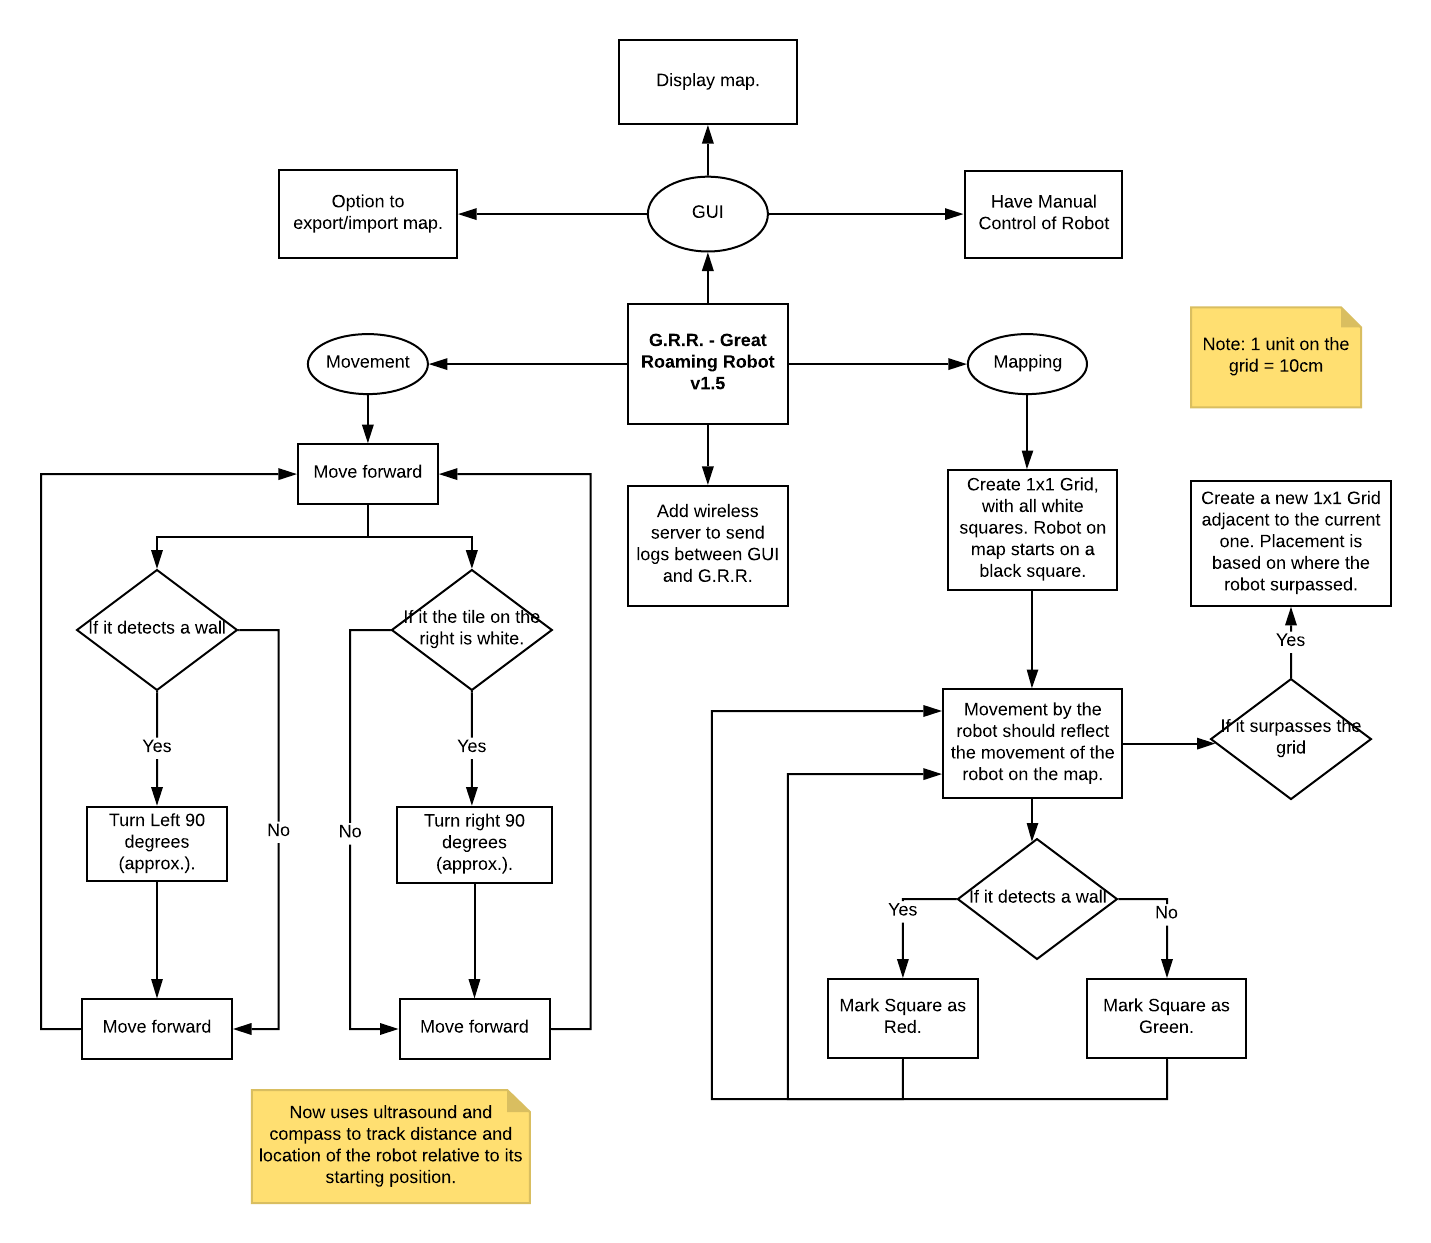 Display map.
Option to
export/import map.
GUI
Have Manual
Control of Robot
G.R.R. - Great
Roaming Robot
v1.5
Movement
Mapping
Note: 1 unit on the
grid = 10cm
Move forward
Add wireless
server to send
logs between GUI
and G.R.R.
Create 1x1 Grid,
with all white
squares. Robot on
map starts on a
black square.
Create a new 1x1 Grid
adjacent to the current
one. Placement is
based on where the
robot surpassed.
If it detects a wall
If it the tile on the
right is white.
Yes
Yes
No
No
Turn Left 90
degrees
(approx.).
Turn right 90
degrees
(approx.).
Move forward
Move forward
Movement by the
robot should reflect
the movement of the
robot on the map.
Yes
If it surpasses the
grid
If it detects a wall
Yes
No
Mark Square as
Red.
Mark Square as
Green.
Now uses ultrasound and
compass to track distance and
location of the robot relative to its
starting position.